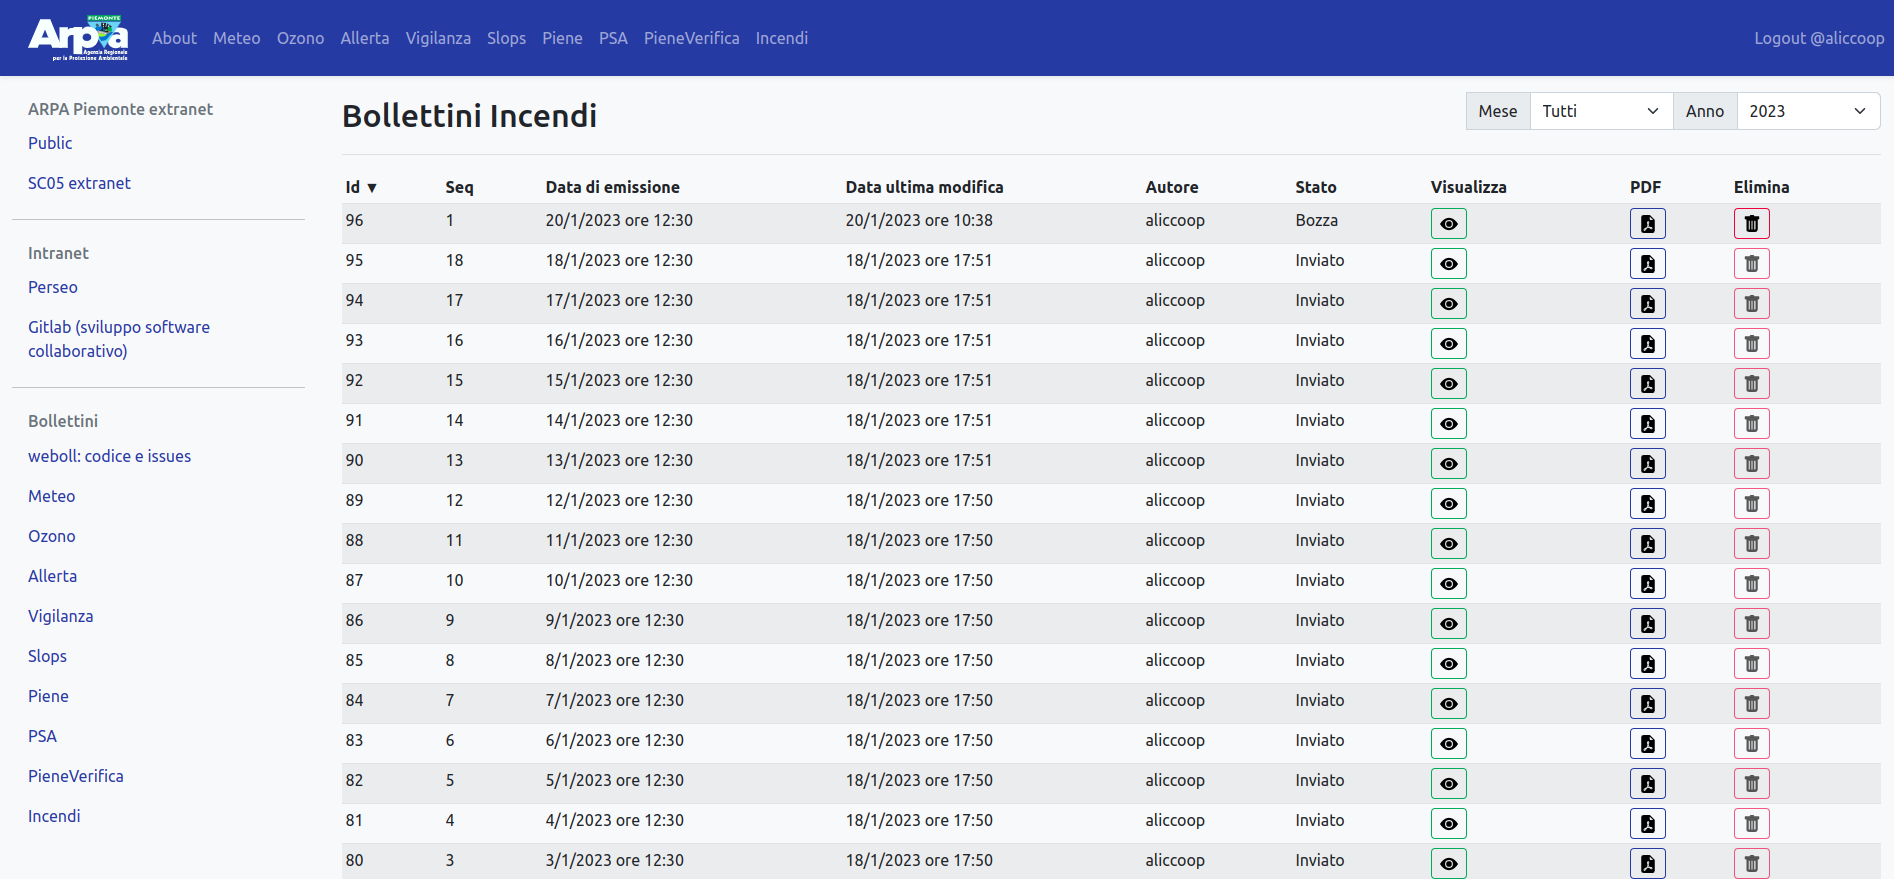 PIEMONTE
Arpa
Agenzia Regionale
per la Protezione Ambientale
About Meteo Ozono Allerta Vigilanza Slops Piene PSA PieneVerifica Incendi
Logout @aliccoop
ARPA Piemonte extranet
Public
SC05 extranet
Intranet
Perseo
Gitlab (sviluppo software
collaborativo)
Bollettini
weboll: codice e issues
Meteo
Ozono
Allerta
Vigilanza
Slops
Piene
PSA
PieneVerifica
Incendi
Bollettini Incendi
Mese Tutti Anno 2023
Id ▼ Seq Data di emissione Data ultima modifica Autore Stato Visualizza PDF Elimina
96 1 20/1/2023 ore 12:30 20/1/2023 ore 10:38 aliccoop Bozza
95 18 18/1/2023 ore 12:30 18/1/2023 ore 17:51 aliccoop Inviato
94 17 17/1/2023 ore 12:30 18/1/2023 ore 17:51 aliccoop Inviato
93 16 16/1/2023 ore 12:30 18/1/2023 ore 17:51 aliccoop Inviato
92 15 15/1/2023 ore 12:30 18/1/2023 ore 17:51 aliccoop Inviato
91 14 14/1/2023 ore 12:30 18/1/2023 ore 17:51 aliccoop Inviato
90 13 13/1/2023 ore 12:30 18/1/2023 ore 17:51 aliccoop Inviato
89 12 12/1/2023 ore 12:30 18/1/2023 ore 17:50 aliccoop Inviato
88 11 11/1/2023 ore 12:30 18/1/2023 ore 17:50 aliccoop Inviato
87 10 10/1/2023 ore 12:30 18/1/2023 ore 17:50 aliccoop Inviato
86 9 9/1/2023 ore 12:30 18/1/2023 ore 17:50 aliccoop Inviato
85 8 8/1/2023 ore 12:30 18/1/2023 ore 17:50 aliccoop Inviato
84 7 7/1/2023 ore 12:30 18/1/2023 ore 17:50 aliccoop Inviato
83 6 6/1/2023 ore 12:30 18/1/2023 ore 17:50 aliccoop Inviato
82 5 5/1/2023 ore 12:30 18/1/2023 ore 17:50 aliccoop Inviato
81 4 4/1/2023 ore 12:30 18/1/2023 ore 17:50 aliccoop Inviato
80 3 3/1/2023 ore 12:30 18/1/2023 ore 17:50 aliccoop Inviato